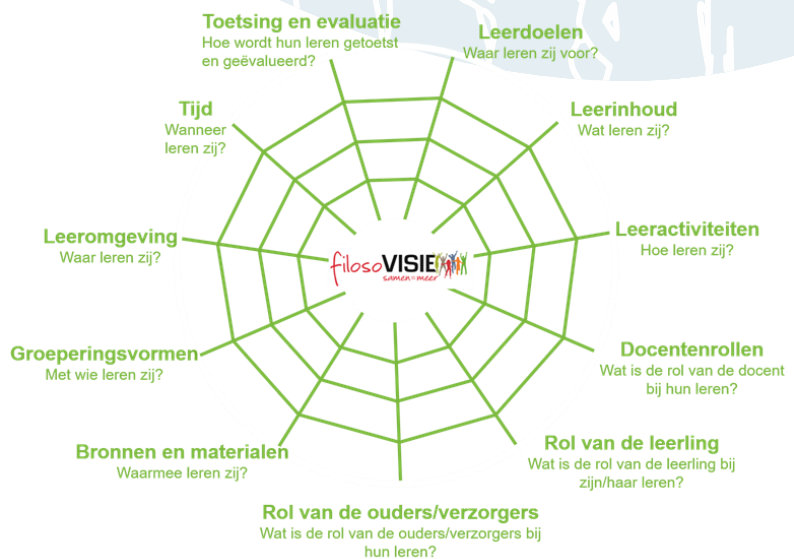 Toetsing en evaluatie
Hoe wordt hun leren getoetst
en geëvalueerd?
Leerdoelen
Waar leren zij voor?
Tijd
Wanneer
leren zij?
Leerinhoud
Wat leren zij?
Leeromgeving
Waar leren zij?
Leeractiviteiten
Hoe leren zij?
filosoVISIE
samen=meer
Groeperingsvormen
Met wie leren zij?
Docentenrollen
Wat is de rol van de docent
bij hun leren?
Bronnen en materialen
Waarmee leren zij?
Rol van de leerling
Wat is de rol van de leerling bij
zijn/haar leren?
Rol van de ouders/verzorgers
Wat is de rol van de ouders/verzorgers bij
hun leren?